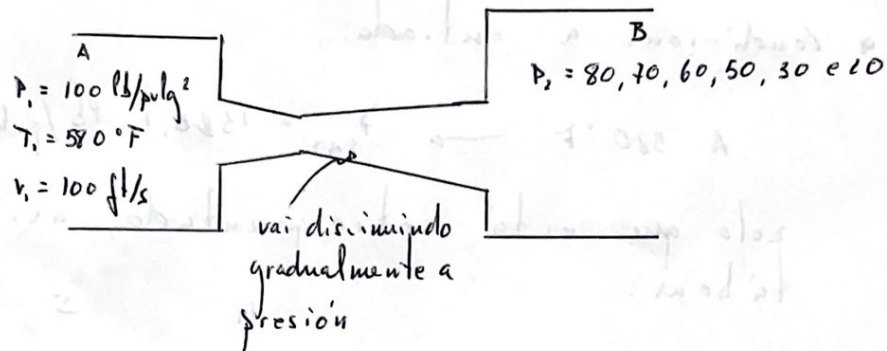 A
P₁ = 100 lb/pulg²
T₁ = 580 °F
v₁ = 100 ft/s
B
P₂ = 80, 70, 60, 50, 30 e 20
vai disminuindo
gradualmente a
presión